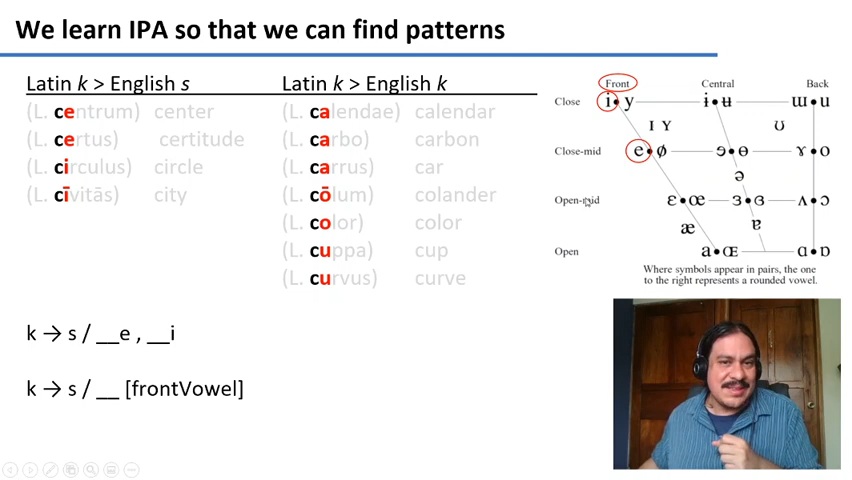 We learn IPA so that we can find patterns
Latin k > English s
(L. centrum) center
(L. certus) certitude
(L. circulus) circle
(L. cīvitās) city
Latin k > English k
(L. calendae) calendar
(L. carbo) carbon
(L. carrus) car
(L. cōlum) colander
(L. color) color
(L. cuppa) cup
(L. curvus) curve
k → s / __e , __i
k → s / __ [frontVowel]
Front Central Back
Close i • y ɨ • ʉ ɯ • u
I Y ʊ
Close-mid e • ø ɘ • ɵ ɤ • o
ə
Open-mid ɛ • œ ɜ • ɞ ʌ • ɔ
æ ɐ
Open a • Œ ɑ • ɒ
Where symbols appear in pairs, the one
to the right represents a rounded vowel.